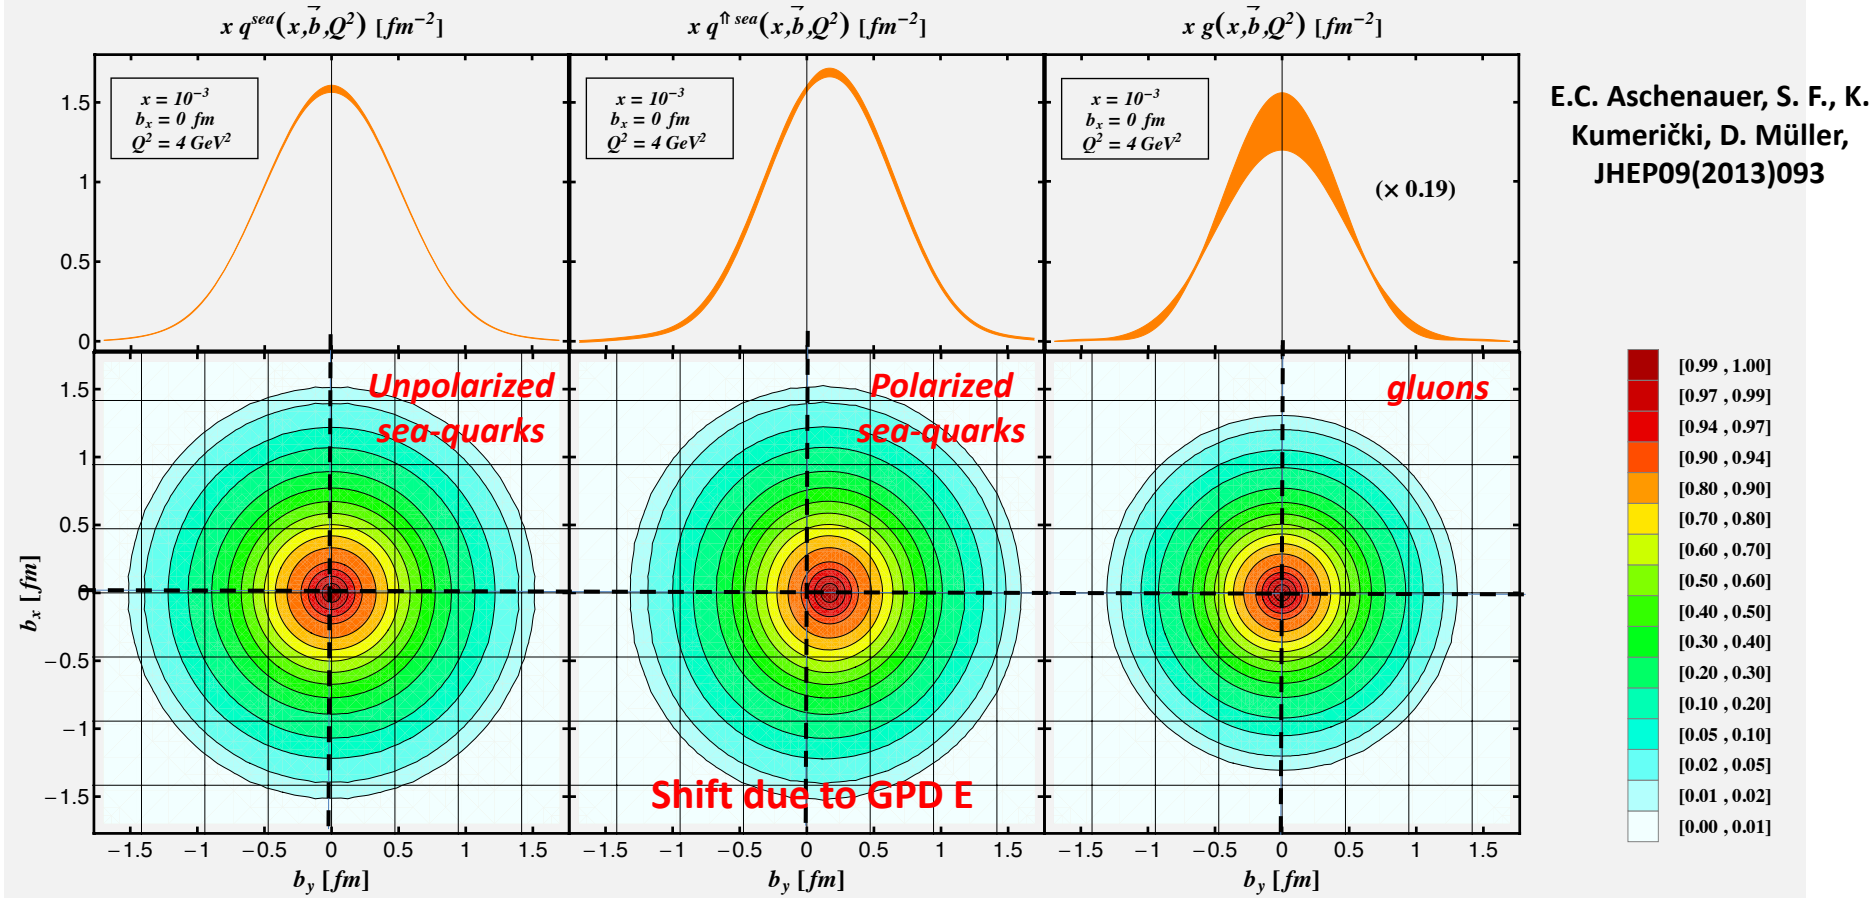 x q^sea(x,b⃗,Q²) [fm⁻²]
x q^⇑ sea(x,b⃗,Q²) [fm⁻²]
x g(x,b⃗,Q²) [fm⁻²]
x = 10⁻³
b_x = 0 fm
Q² = 4 GeV²
x = 10⁻³
b_x = 0 fm
Q² = 4 GeV²
x = 10⁻³
b_x = 0 fm
Q² = 4 GeV²
(× 0.19)
1.5
1
0.5
0
E.C. Aschenauer, S. F., K.
Kumerički, D. Müller,
JHEP09(2013)093
Unpolarized
sea-quarks
Polarized
sea-quarks
gluons
Shift due to GPD E
b_x [fm]
1.5
1
0.5
0
−0.5
−1
−1.5
−1.5 −1 −0.5 0 0.5 1 1.5
−1.5 −1 −0.5 0 0.5 1 1.5
−1.5 −1 −0.5 0 0.5 1 1.5
b_y [fm]
b_y [fm]
b_y [fm]
[0.99 , 1.00]
[0.97 , 0.99]
[0.94 , 0.97]
[0.90 , 0.94]
[0.80 , 0.90]
[0.70 , 0.80]
[0.60 , 0.70]
[0.50 , 0.60]
[0.40 , 0.50]
[0.30 , 0.40]
[0.20 , 0.30]
[0.10 , 0.20]
[0.05 , 0.10]
[0.02 , 0.05]
[0.01 , 0.02]
[0.00 , 0.01]